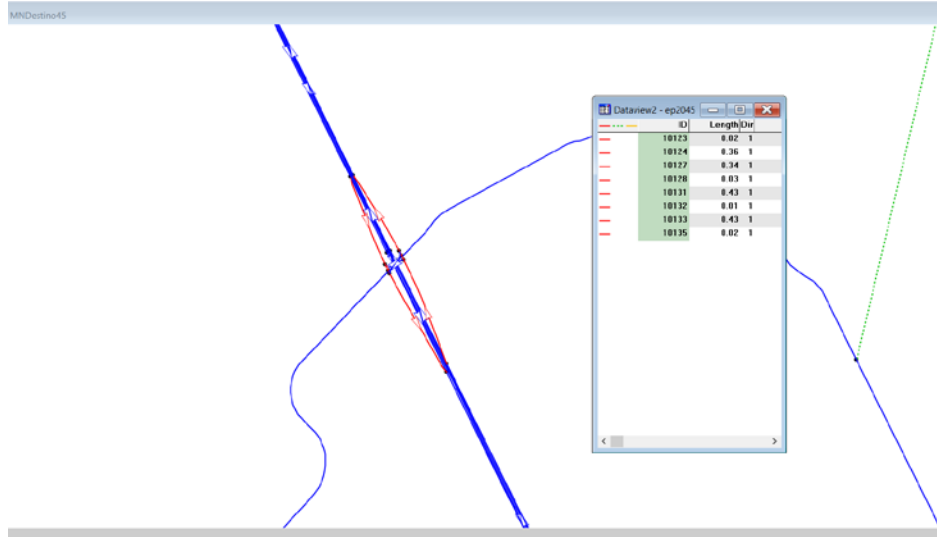 MNDestino45
Dataview2 - ep2045
ID Length Dir
10123 0.02 1
10124 0.36 1
10127 0.34 1
10128 0.03 1
10131 0.43 1
10132 0.01 1
10133 0.43 1
10135 0.02 1